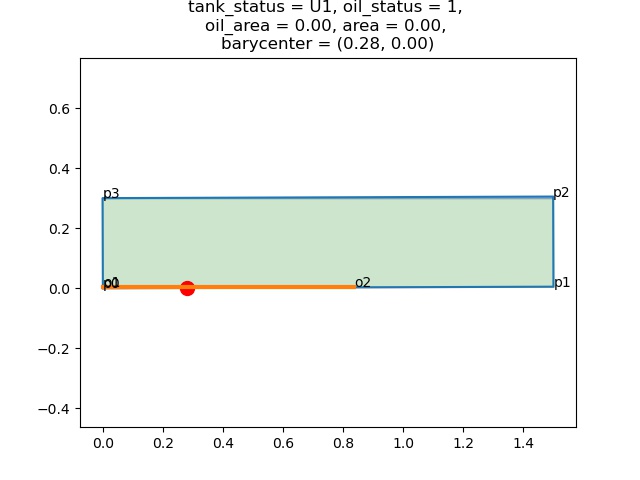 tank_status = U1, oil_status = 1,
oil_area = 0.00, area = 0.00,
barycenter = (0.28, 0.00)
0.6
0.4
0.2
0.0
−0.2
−0.4
p3
p2
o2
p1
0.0 0.2 0.4 0.6 0.8 1.0 1.2 1.4